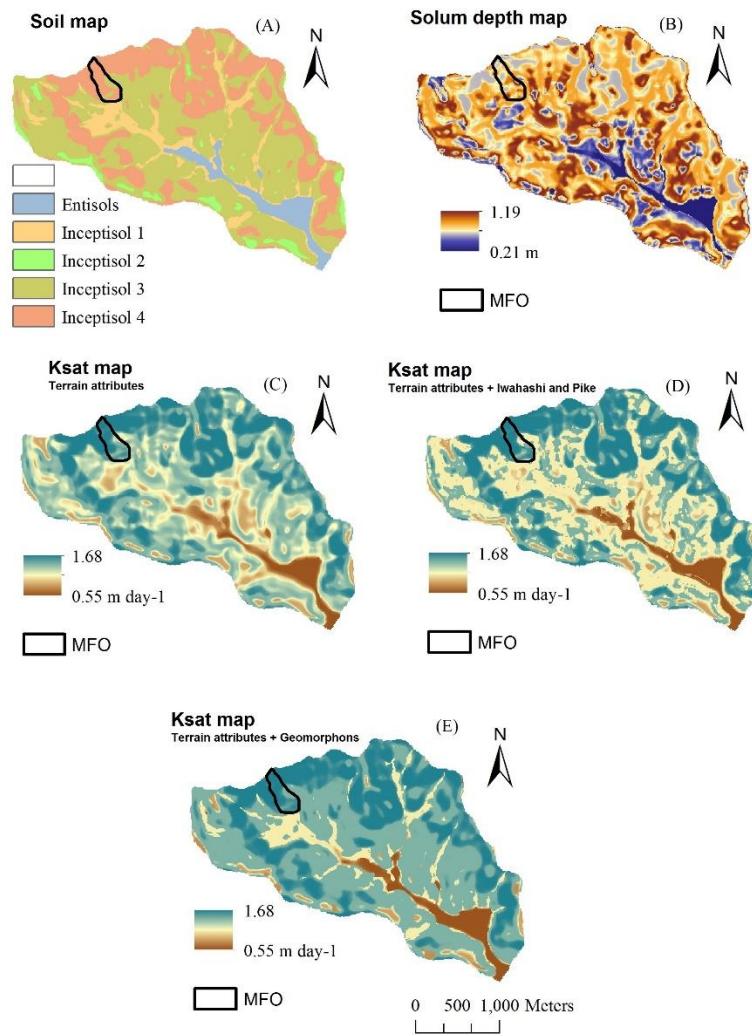 Soil map
(A)
N
Entisols
Inceptisol 1
Inceptisol 2
Inceptisol 3
Inceptisol 4
Solum depth map
(B)
N
1.19
0.21 m
MFO
Ksat map
Terrain attributes
(C)
N
1.68
0.55 m day-1
MFO
Ksat map
Terrain attributes + Iwahashi and Pike
(D)
N
1.68
0.55 m day-1
MFO
Ksat map
Terrain attributes + Geomorphons
(E)
N
1.68
0.55 m day-1
MFO
0 500 1,000 Meters